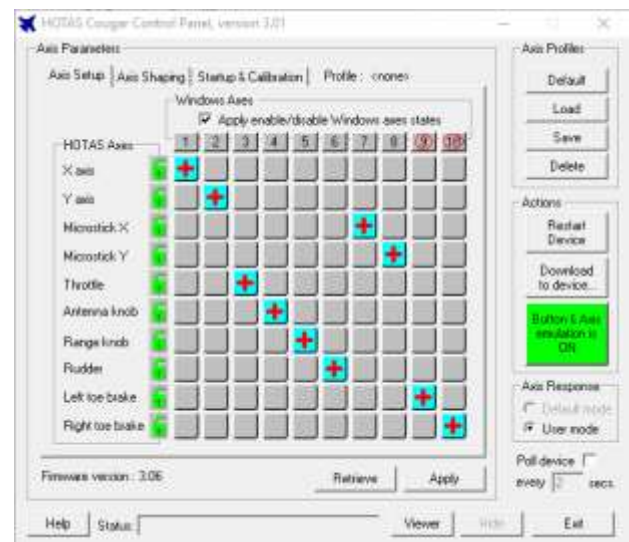 HOTAS Cougar Control Panel, version 3.01
Axis Parameters
Axis Setup Axis Shaping Startup & Calibration Profile : <none>
Windows Axes
Apply enable/disable Windows axes states
HOTAS Axes 1 2 3 4 5 6 7 8 9 10
X axis
Y axis
Microstick X
Microstick Y
Throttle
Antenna knob
Range knob
Rudder
Left toe brake
Right toe brake
Firmware version : 3.06 Retrieve Apply
Axis Profiles
Default
Load
Save
Delete
Actions
Restart
Device
Download
to device...
Button & Axis
emulation is
ON
Axis Response
Default mode
User mode
Poll device
every 2 secs.
Help Status: Viewer Hide Exit